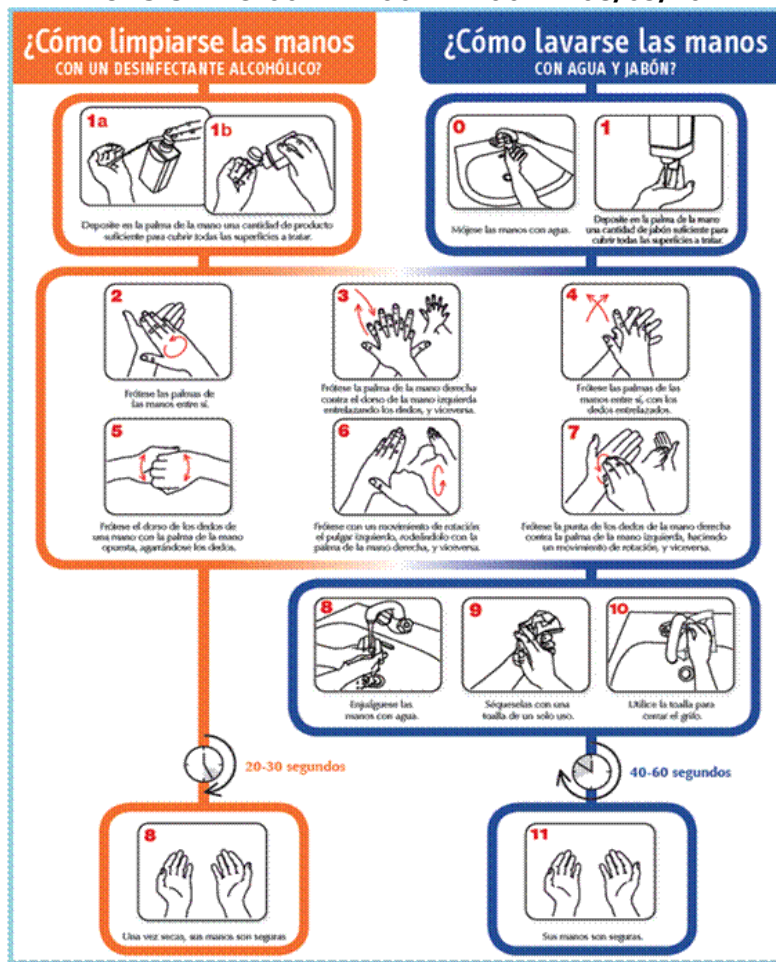 ¿Cómo limpiarse las manos
CON UN DESINFECTANTE ALCOHÓLICO?
¿Cómo lavarse las manos
CON AGUA Y JABÓN?
1a
1b
Deposite en la palma de la mano una cantidad de producto
suficiente para cubrir todas las superficies a tratar.
0
Mójese las manos con agua.
1
Deposite en la palma de la mano
una cantidad de jabón suficiente para
cubrir todas las superficies a tratar.
2
Frótese las palmas de
las manos entre sí.
3
Frótese la palma de la mano derecha
contra el dorso de la mano izquierda
entrelazando los dedos, y viceversa.
4
Frótese las palmas de las
manos entre sí, con los
dedos entrelazados.
5
Frótese el dorso de los dedos de
una mano con la palma de la mano
opuesta, agarrándose los dedos.
6
Frótese con un movimiento de rotación
el pulgar izquierdo, rodeándolo con la
palma de la mano derecha, y viceversa.
7
Frótese la punta de los dedos de la mano derecha
contra la palma de la mano izquierda, haciendo
un movimiento de rotación, y viceversa.
8
Enjuáguese las
manos con agua.
9
Séqueselas con una
toalla de un solo uso.
10
Utilice la toalla para
cerrar el grifo.
20-30 segundos
40-60 segundos
8
Una vez secas, sus manos son seguras
11
Sus manos son seguras.